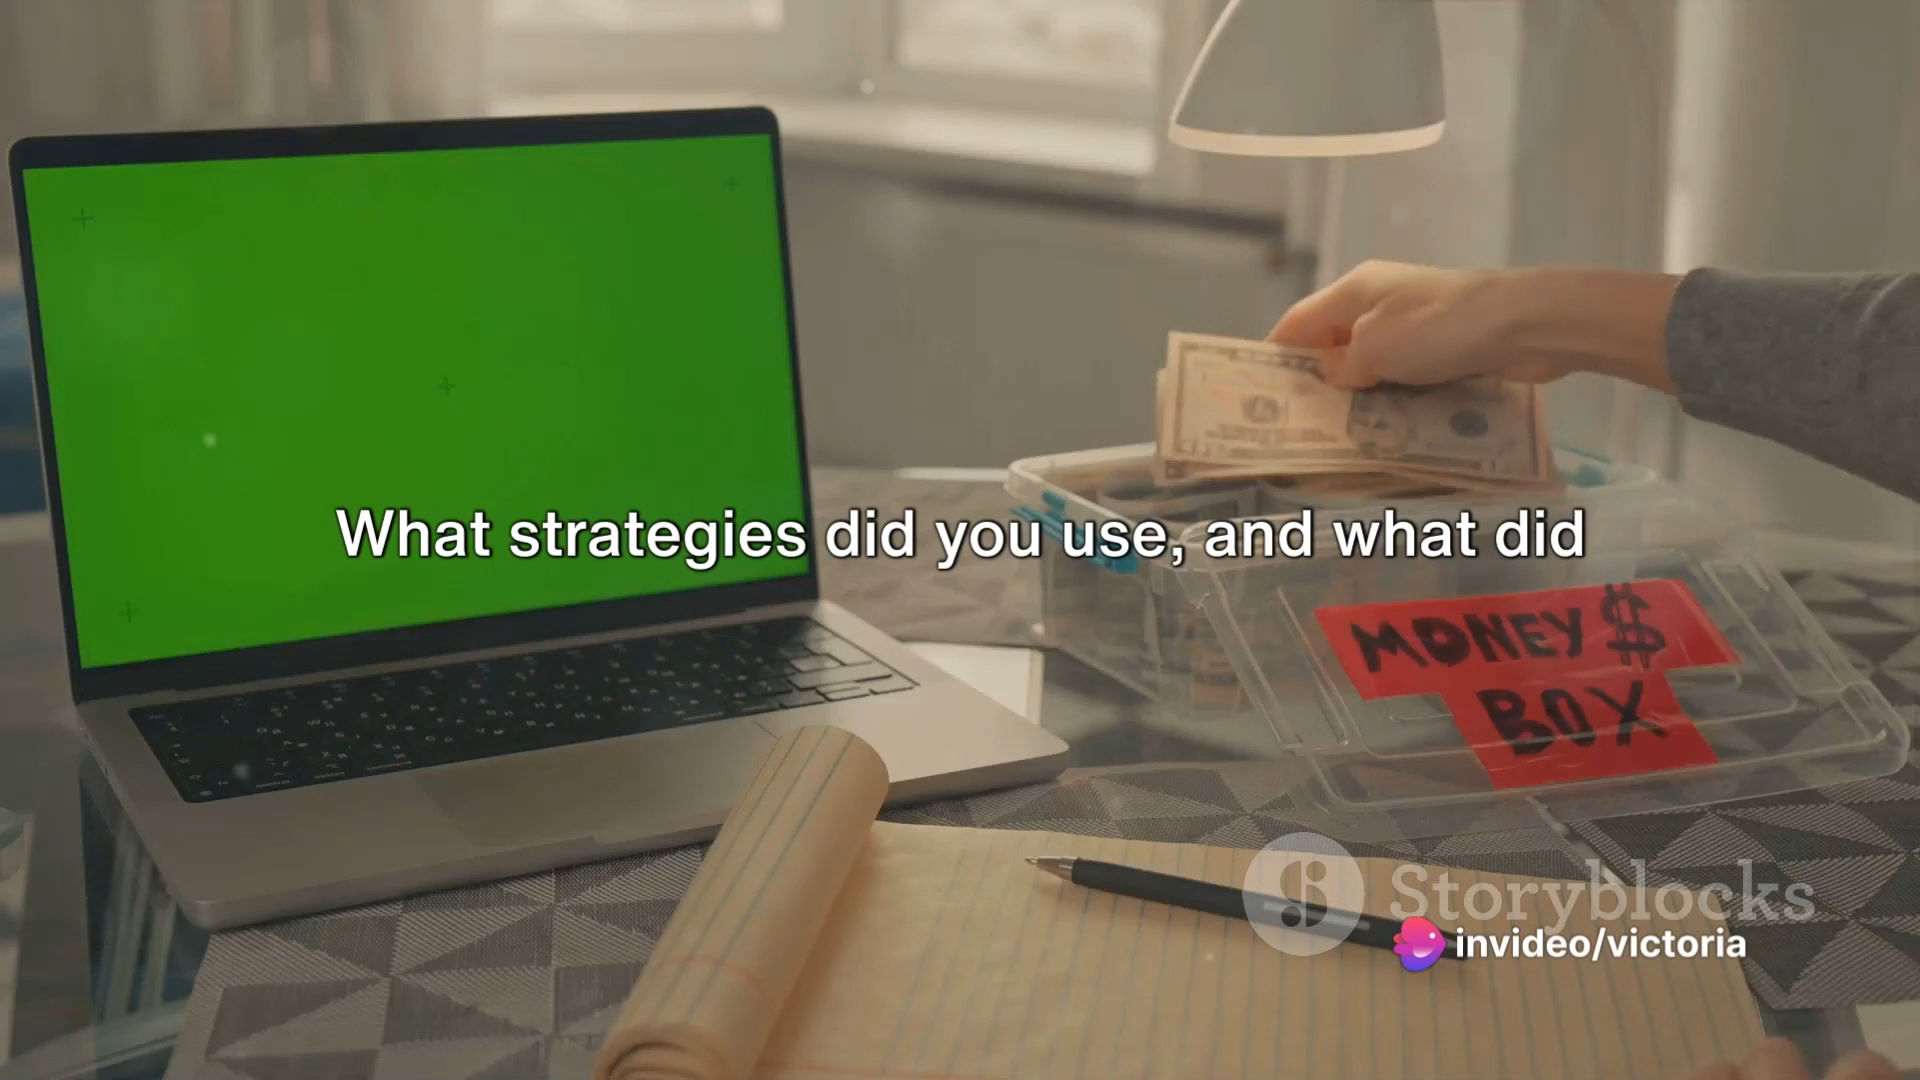 What strategies did you use, and what did
MONEY $
BOX
Storyblocks
invideo/victoria